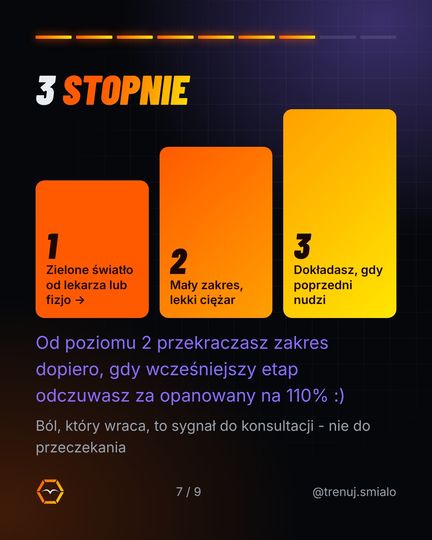 3 STOPNIE
1
Zielone światło
od lekarza lub
fizjo →
2
Mały zakres,
lekki ciężar
3
Dokładasz, gdy
poprzedni
nudzi
Od poziomu 2 przekraczasz zakres
dopiero, gdy wcześniejszy etap
odczuwasz za opanowany na 110% :)
Ból, który wraca, to sygnał do konsultacji - nie do
przeczekania
7 / 9
@trenuj.smialo